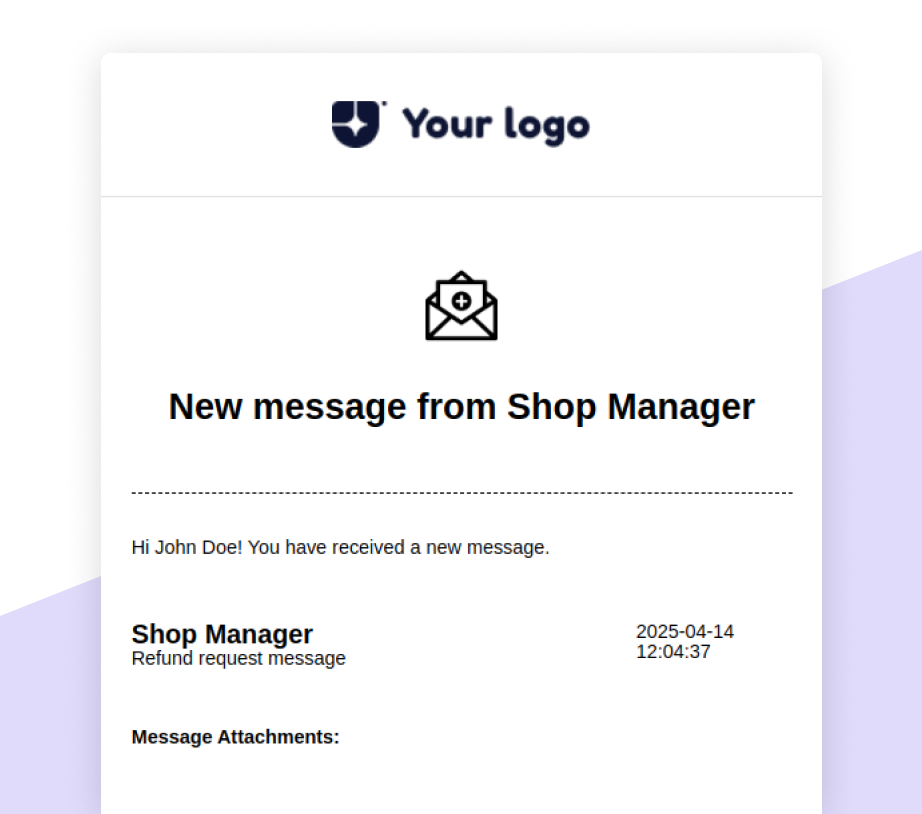 Your logo
New message from Shop Manager
Hi John Doe! You have received a new message.
Shop Manager
Refund request message
2025-04-14
12:04:37
Message Attachments: